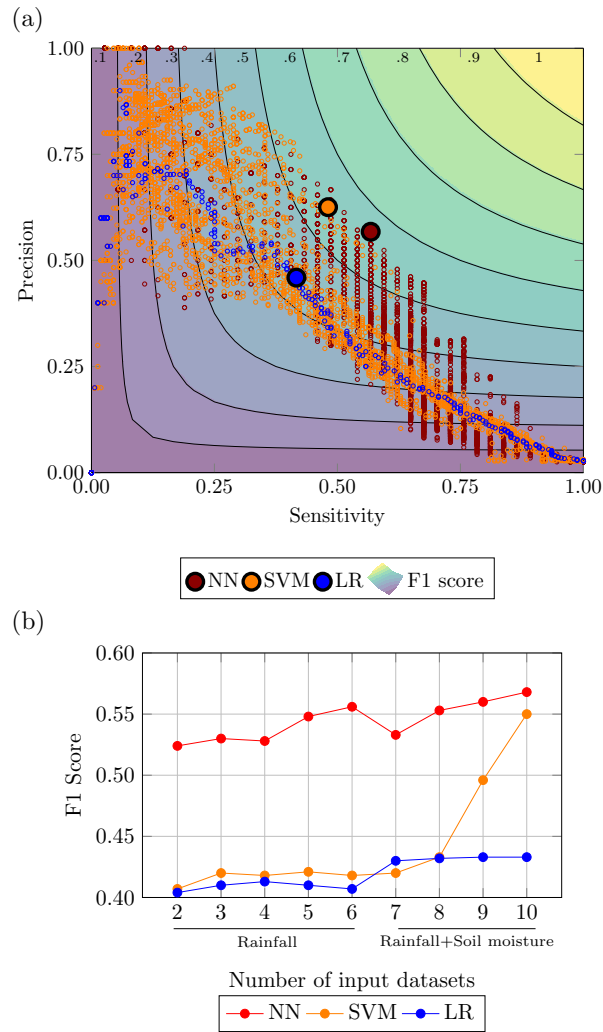 (a)
1.00
.1 .2 .3 .4 .5 .6 .7 .8 .9 1
0.75
Precision
0.50
0.25
0.00
0.00 0.25 0.50 0.75 1.00
Sensitivity
NN SVM LR F1 score
(b)
0.60
0.55
F1 Score
0.50
0.45
0.40
2 3 4 5 6 7 8 9 10
Rainfall Rainfall+Soil moisture
Number of input datasets
NN SVM LR